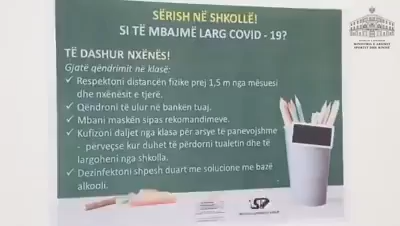 SËRISH NË SHKOLLË!
SI TË MBAJMË LARG COVID - 19?
TË DASHUR NXËNËS!
Gjatë qëndrimit në klasë:
✓ Respektoni distancën fizike prej 1,5 m nga mësuesi
dhe nxënësit e tjerë.
✓ Qëndroni të ulur në bankën tuaj.
✓ Mbani maskën sipas rekomandimeve.
✓ Kufizoni daljet nga klasa për arsye të panevojshme
- përveçse kur duhet të përdorni tualetin dhe të
largoheni nga shkolla.
✓ Dezinfektoni shpesh duart me solucione me bazë
alkooli.